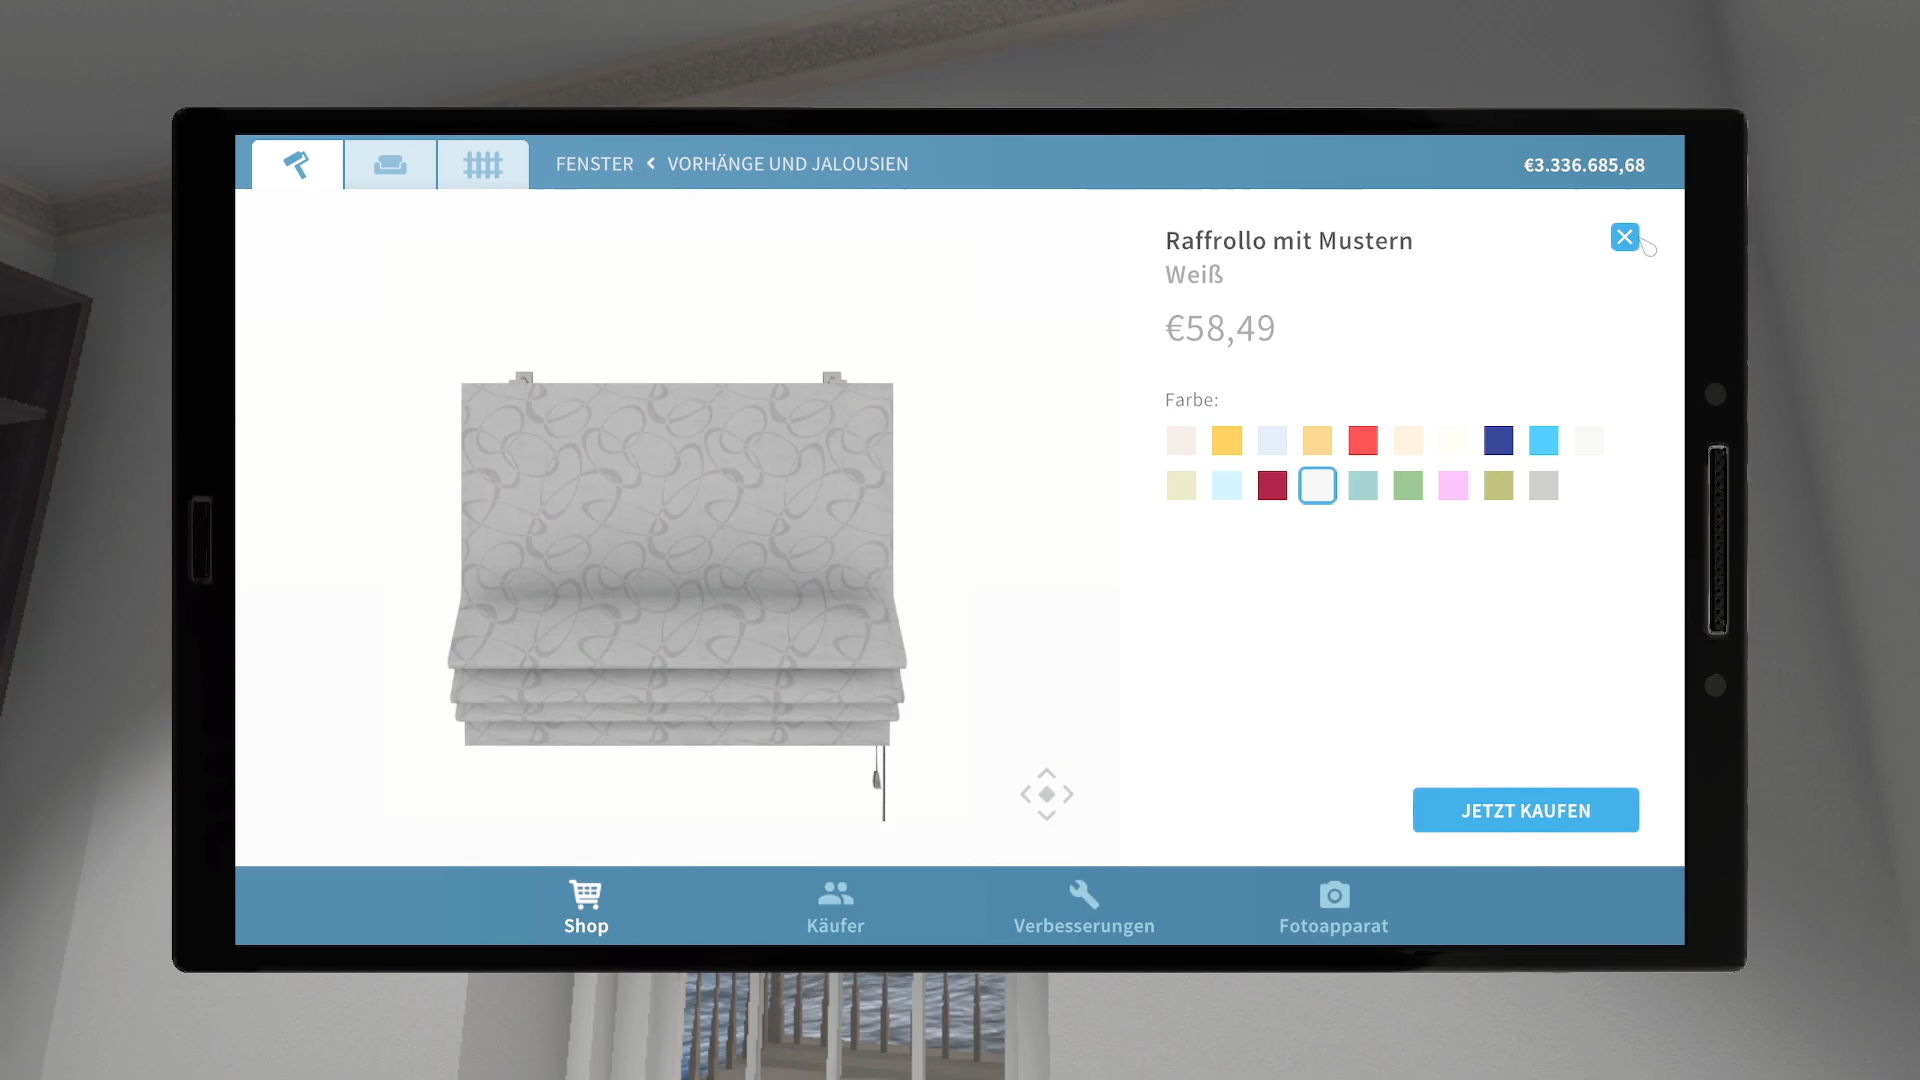 FENSTER < VORHÄNGE UND JALOUSIEN
€3.336.685,68
Raffrollo mit Mustern
Weiß
€58,49
Farbe:
JETZT KAUFEN
Shop
Käufer
Verbesserungen
Fotoapparat